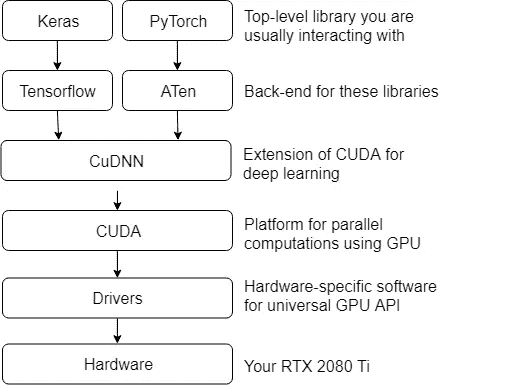 Keras
PyTorch
Top-level library you are
usually interacting with
Tensorflow
ATen
Back-end for these libraries
CuDNN
Extension of CUDA for
deep learning
CUDA
Platform for parallel
computations using GPU
Drivers
Hardware-specific software
for universal GPU API
Hardware
Your RTX 2080 Ti